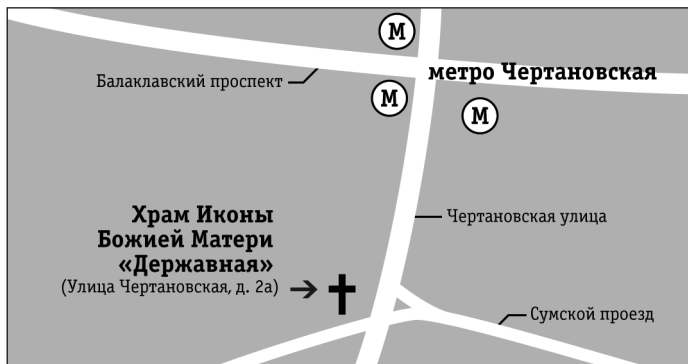 М
метро Чертановская
Балаклавский проспект
М
М
Храм Иконы
Божией Матери
«Державная»
(Улица Чертановская, д. 2а)
Чертановская улица
Сумской проезд